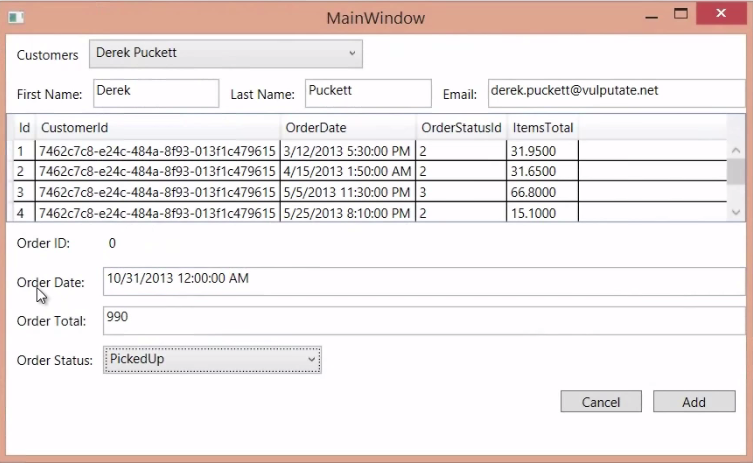 MainWindow
Customers Derek Puckett
First Name: Derek Last Name: Puckett Email: derek.puckett@vulputate.net
Id CustomerId OrderDate OrderStatusId ItemsTotal
1 7462c7c8-e24c-484a-8f93-013f1c479615 3/12/2013 5:30:00 PM 2 31.9500
2 7462c7c8-e24c-484a-8f93-013f1c479615 4/15/2013 1:50:00 AM 2 31.6500
3 7462c7c8-e24c-484a-8f93-013f1c479615 5/5/2013 11:30:00 PM 3 66.8000
4 7462c7c8-e24c-484a-8f93-013f1c479615 5/25/2013 8:10:00 PM 2 15.1000
Order ID: 0
Order Date: 10/31/2013 12:00:00 AM
Order Total: 990
Order Status: PickedUp
Cancel Add